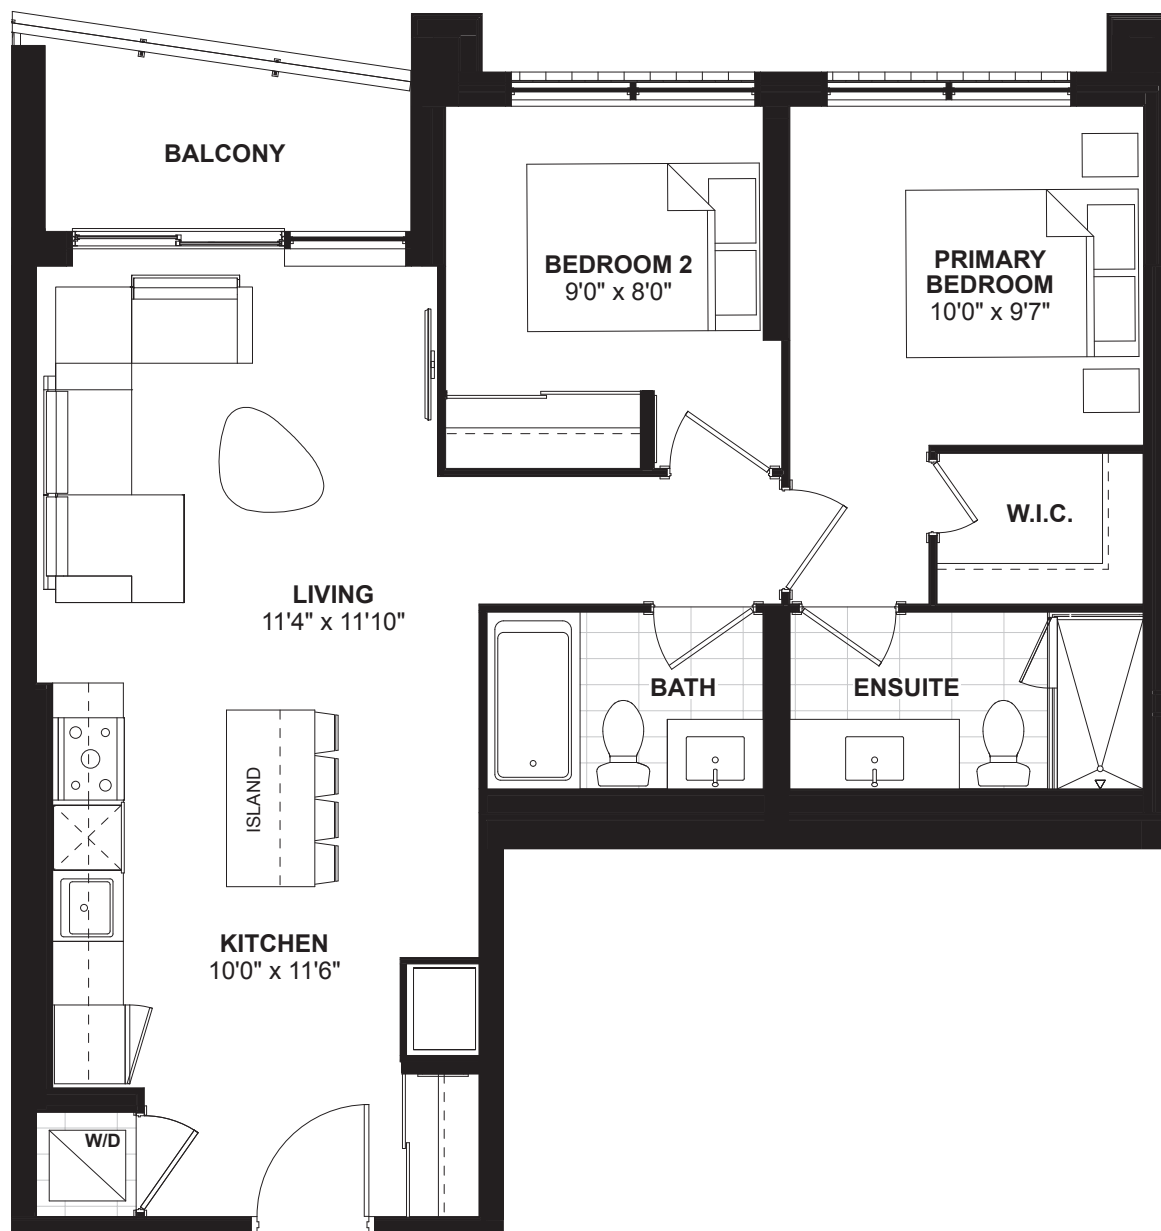 BALCONY
BEDROOM 2
9'0" x 8'0"
PRIMARY
BEDROOM
10'0" x 9'7"
W.I.C.
LIVING
11'4" x 11'10"
BATH
ENSUITE
ISLAND
KITCHEN
10'0" x 11'6"
W/D